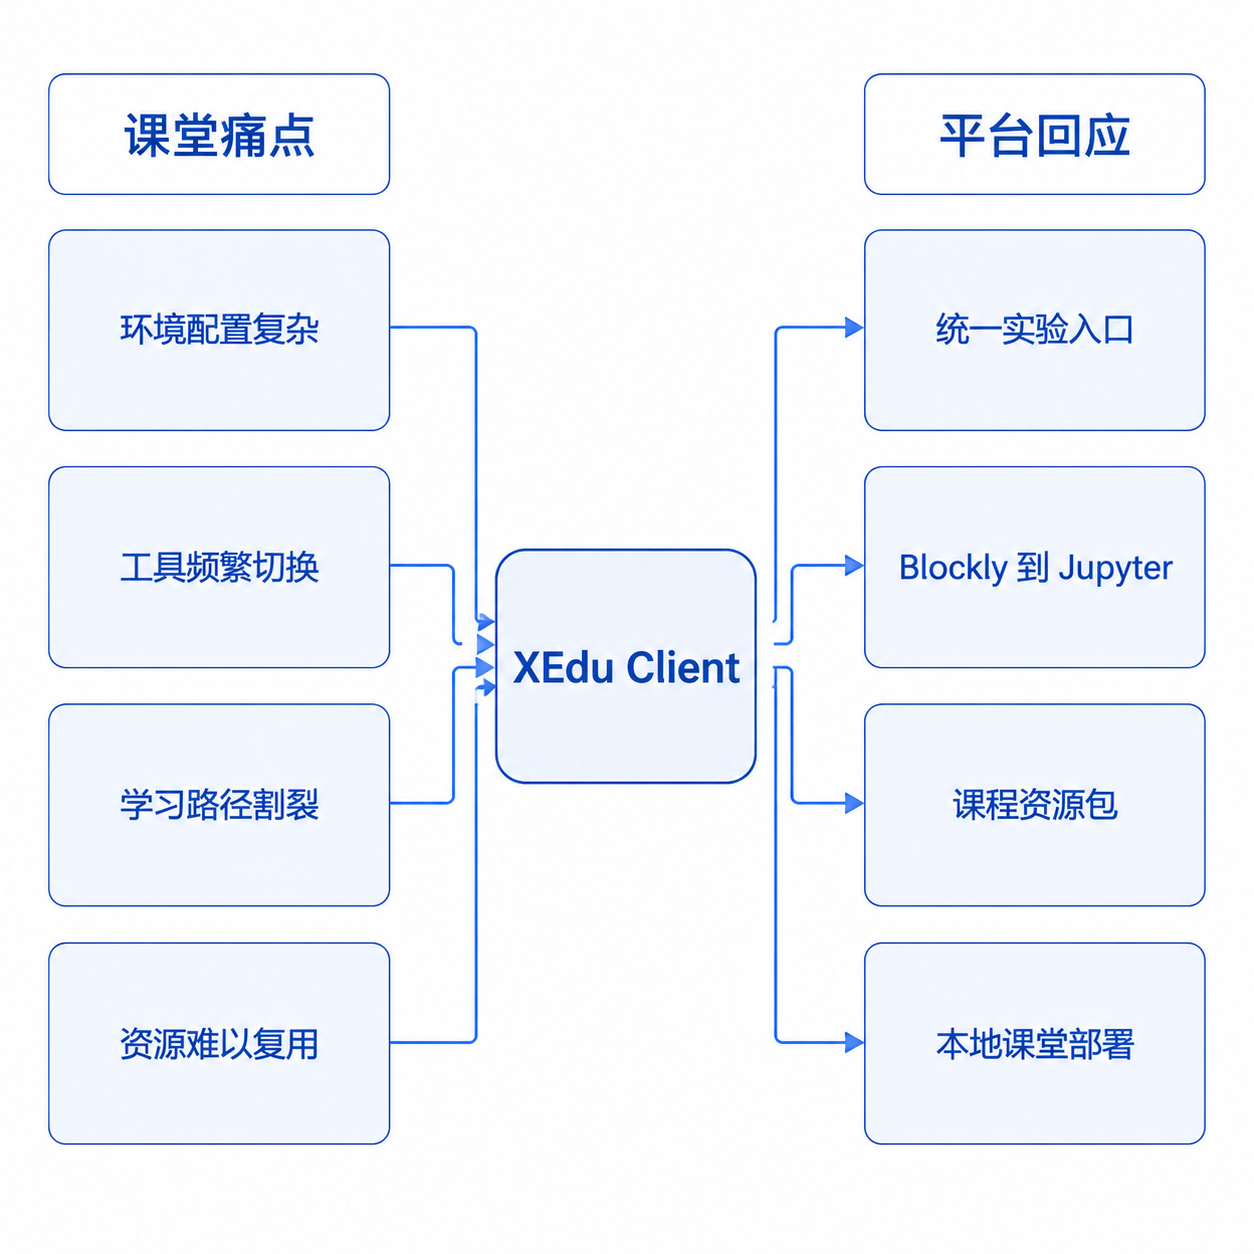 课堂痛点
环境配置复杂
工具频繁切换
学习路径割裂
资源难以复用
XEdu Client
平台回应
统一实验入口
Blockly 到 Jupyter
课程资源包
本地课堂部署